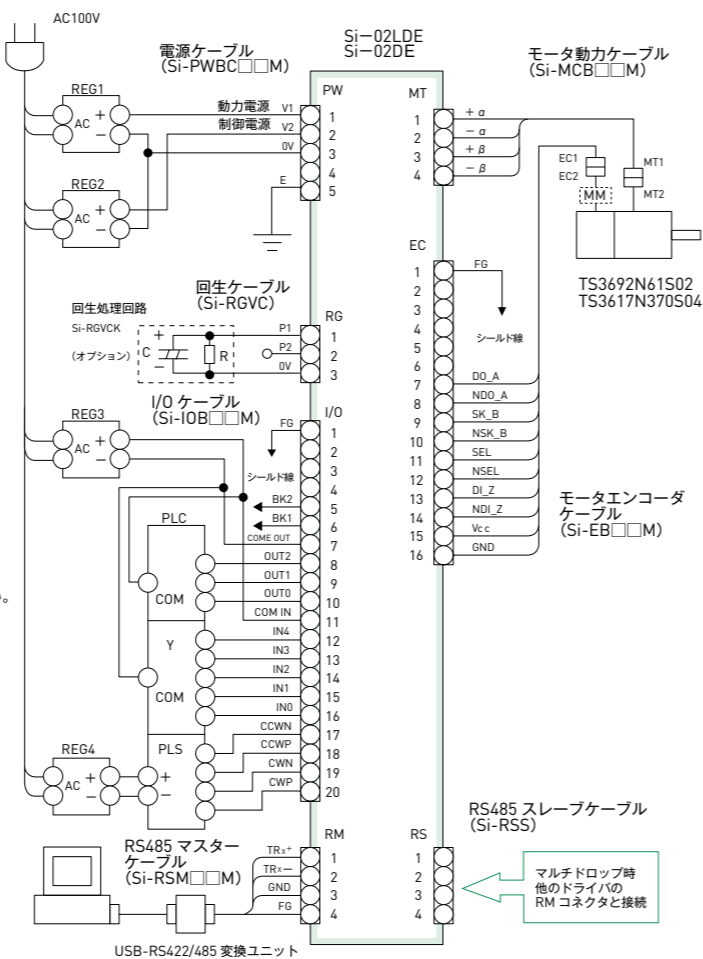 AC100V
Si−02LDE
Si−02DE
電源ケーブル
(Si-PWBC□□M)
モータ動力ケーブル
(Si-MCB□□M)
REG1
AC
+
−
REG2
AC
+
−
動力電源 V1
制御電源 V2
0V
E
PW
1
2
3
4
5
MT
1
2
3
4
+ α
− α
+ β
− β
EC1
EC2
MM
MT1
MT2
TS3692N61S02
TS3617N370S04
回生ケーブル
(Si-RGVC)
回生処理回路
Si-RGVCK
(オプション)
+
C
−
R
P1
P2
0V
RG
1
2
3
EC
1
2
3
4
5
6
7
8
9
10
11
12
13
14
15
16
FG
シールド線
DO_A
NDO_A
SK_B
NSK_B
SEL
NSEL
DI_Z
NDI_Z
Vcc
GND
モータエンコーダ
ケーブル
(Si-EB□□M)
I/O ケーブル
(Si-IOB□□M)
REG3
AC
+
−
FG
シールド線
BK2
BK1
COME OUT
OUT2
OUT1
OUT0
COM IN
IN4
IN3
IN2
IN1
IN0
CCWN
CCWP
CWN
CWP
I/O
1
2
3
4
5
6
7
8
9
10
11
12
13
14
15
16
17
18
19
20
PLC
COM
Y
COM
PLS
+
−
REG4
AC
+
−
。
RS485 マスター
ケーブル
(Si-RSM□□M)
TRx+
TRx−
GND
FG
RM
1
2
3
4
USB-RS422/485 変換ユニット
RS485 スレーブケーブル
(Si-RSS)
RS
1
2
3
4
マルチドロップ時
他のドライバの
RM コネクタと接続